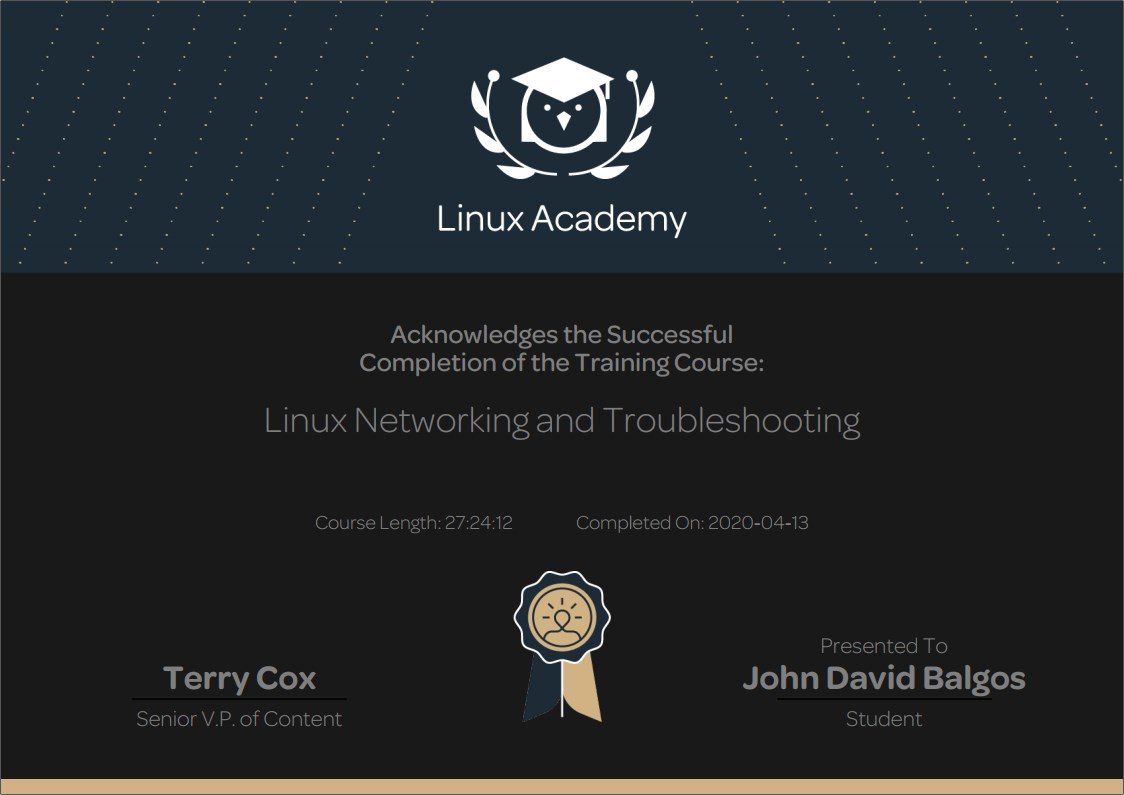 Linux Academy
Acknowledges the Successful
Completion of the Training Course:
Linux Networking and Troubleshooting
Course Length: 27:24:12
Completed On: 2020-04-13
Terry Cox
Senior V.P. of Content
Presented To
John David Balgos
Student